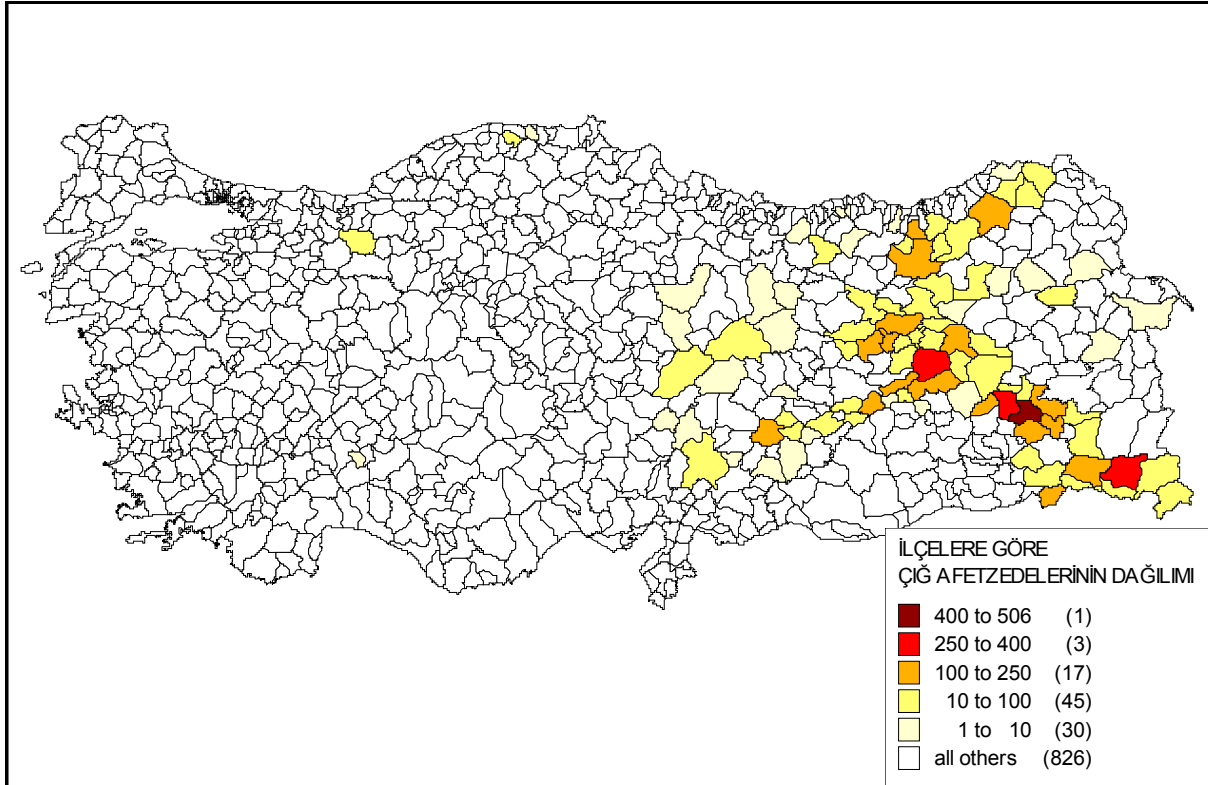 İLÇELERE GÖRE
ÇIĞ AFETZEDELERİNİN DAĞILIMI
400 to 506 (1)
250 to 400 (3)
100 to 250 (17)
10 to 100 (45)
1 to 10 (30)
all others (826)